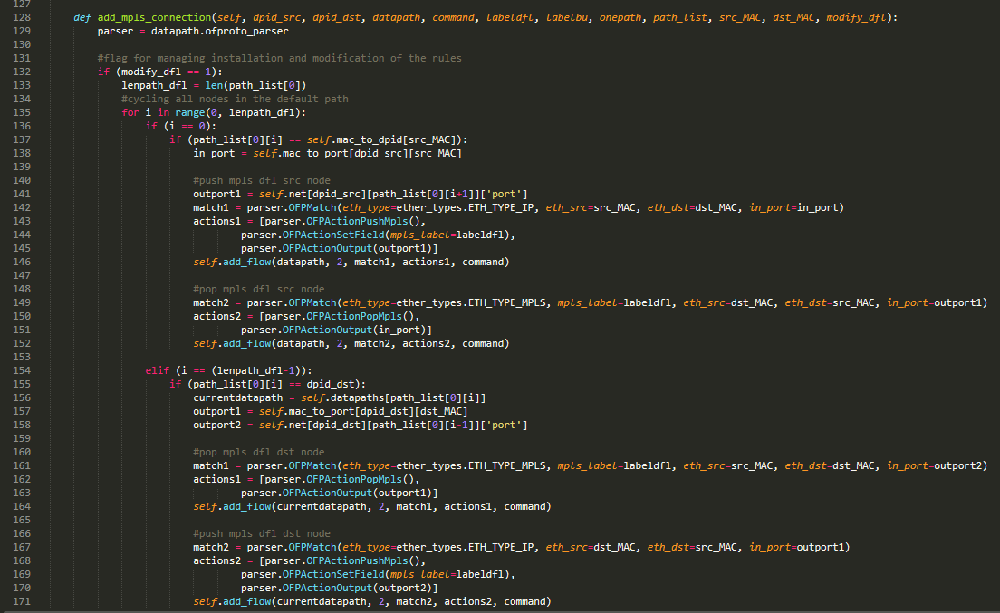 127
128 def add_mpls_connection(self, dpid_src, dpid_dst, datapath, command, labeldfl, labelbu, onepath, path_list, src_MAC, dst_MAC, modify_dfl):
129 parser = datapath.ofproto_parser
130
131 #flag for managing installation and modification of the rules
132 if (modify_dfl == 1):
133 lenpath_dfl = len(path_list[0])
134 #cycling all nodes in the default path
135 for i in range(0, lenpath_dfl):
136 if (i == 0):
137 if (path_list[0][i] == self.mac_to_dpid[src_MAC]):
138 in_port = self.mac_to_port[dpid_src][src_MAC]
139
140 #push mpls dfl src node
141 outport1 = self.net[dpid_src][path_list[0][i+1]]['port']
142 match1 = parser.OFPMatch(eth_type=ether_types.ETH_TYPE_IP, eth_src=src_MAC, eth_dst=dst_MAC, in_port=in_port)
143 actions1 = [parser.OFPActionPushMpls(),
144 parser.OFPActionSetField(mpls_label=labeldfl),
145 parser.OFPActionOutput(outport1)]
146 self.add_flow(datapath, 2, match1, actions1, command)
147
148 #pop mpls dfl src node
149 match2 = parser.OFPMatch(eth_type=ether_types.ETH_TYPE_MPLS, mpls_label=labeldfl, eth_src=dst_MAC, eth_dst=src_MAC, in_port=outport1)
150 actions2 = [parser.OFPActionPopMpls(),
151 parser.OFPActionOutput(in_port)]
152 self.add_flow(datapath, 2, match2, actions2, command)
153
154 elif (i == (lenpath_dfl-1)):
155 if (path_list[0][i] == dpid_dst):
156 currentdatapath = self.datapaths[path_list[0][i]]
157 outport1 = self.mac_to_port[dpid_dst][dst_MAC]
158 outport2 = self.net[dpid_dst][path_list[0][i-1]]['port']
159
160 #pop mpls dfl dst node
161 match1 = parser.OFPMatch(eth_type=ether_types.ETH_TYPE_MPLS, mpls_label=labeldfl, eth_src=src_MAC, eth_dst=dst_MAC, in_port=outport2)
162 actions1 = [parser.OFPActionPopMpls(),
163 parser.OFPActionOutput(outport1)]
164 self.add_flow(currentdatapath, 2, match1, actions1, command)
165
166 #push mpls dfl dst node
167 match2 = parser.OFPMatch(eth_type=ether_types.ETH_TYPE_IP, eth_src=dst_MAC, eth_dst=src_MAC, in_port=outport1)
168 actions2 = [parser.OFPActionPushMpls(),
169 parser.OFPActionSetField(mpls_label=labeldfl),
170 parser.OFPActionOutput(outport2)]
171 self.add_flow(currentdatapath, 2, match2, actions2, command)